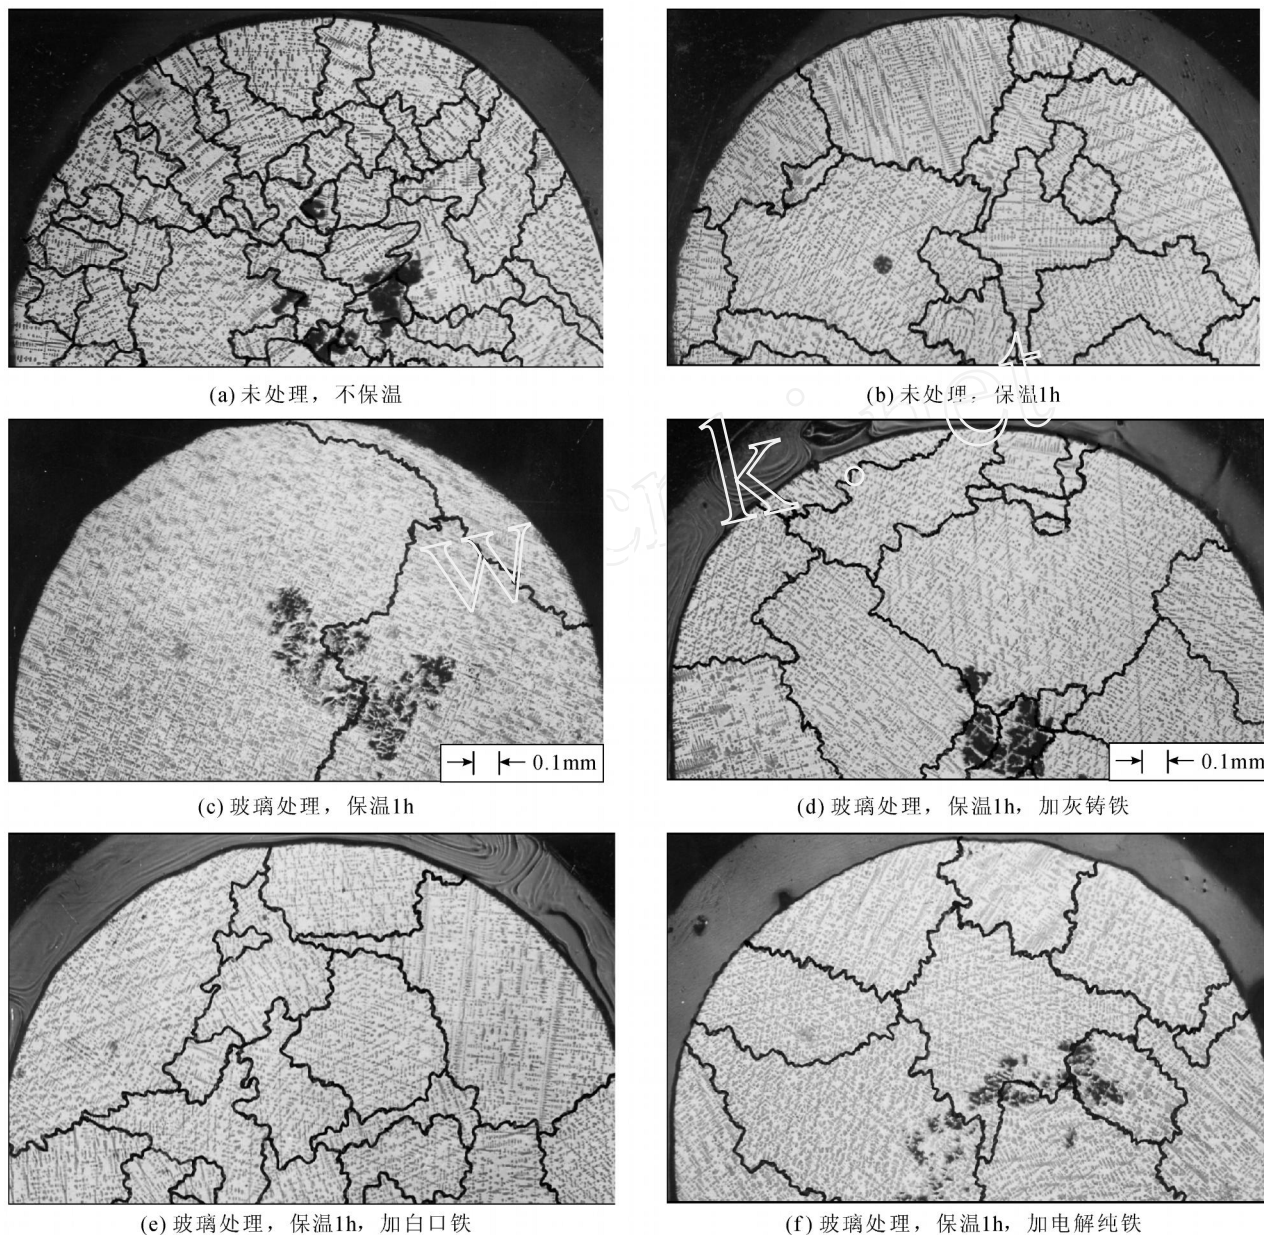 (a) 未处理，不保温
(b) 未处理，保温1h
0.1mm
0.1mm
(c) 玻璃处理，保温1h
(d) 玻璃处理，保温1h，加灰铸铁
(e) 玻璃处理，保温1h，加白口铁
(f) 玻璃处理，保温1h，加电解纯铁